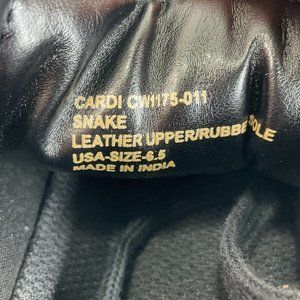 CARDI CW1175-011
SNAKE
LEATHER UPPER/RUBBER SOLE
USA-SIZE-6.5
MADE IN INDIA